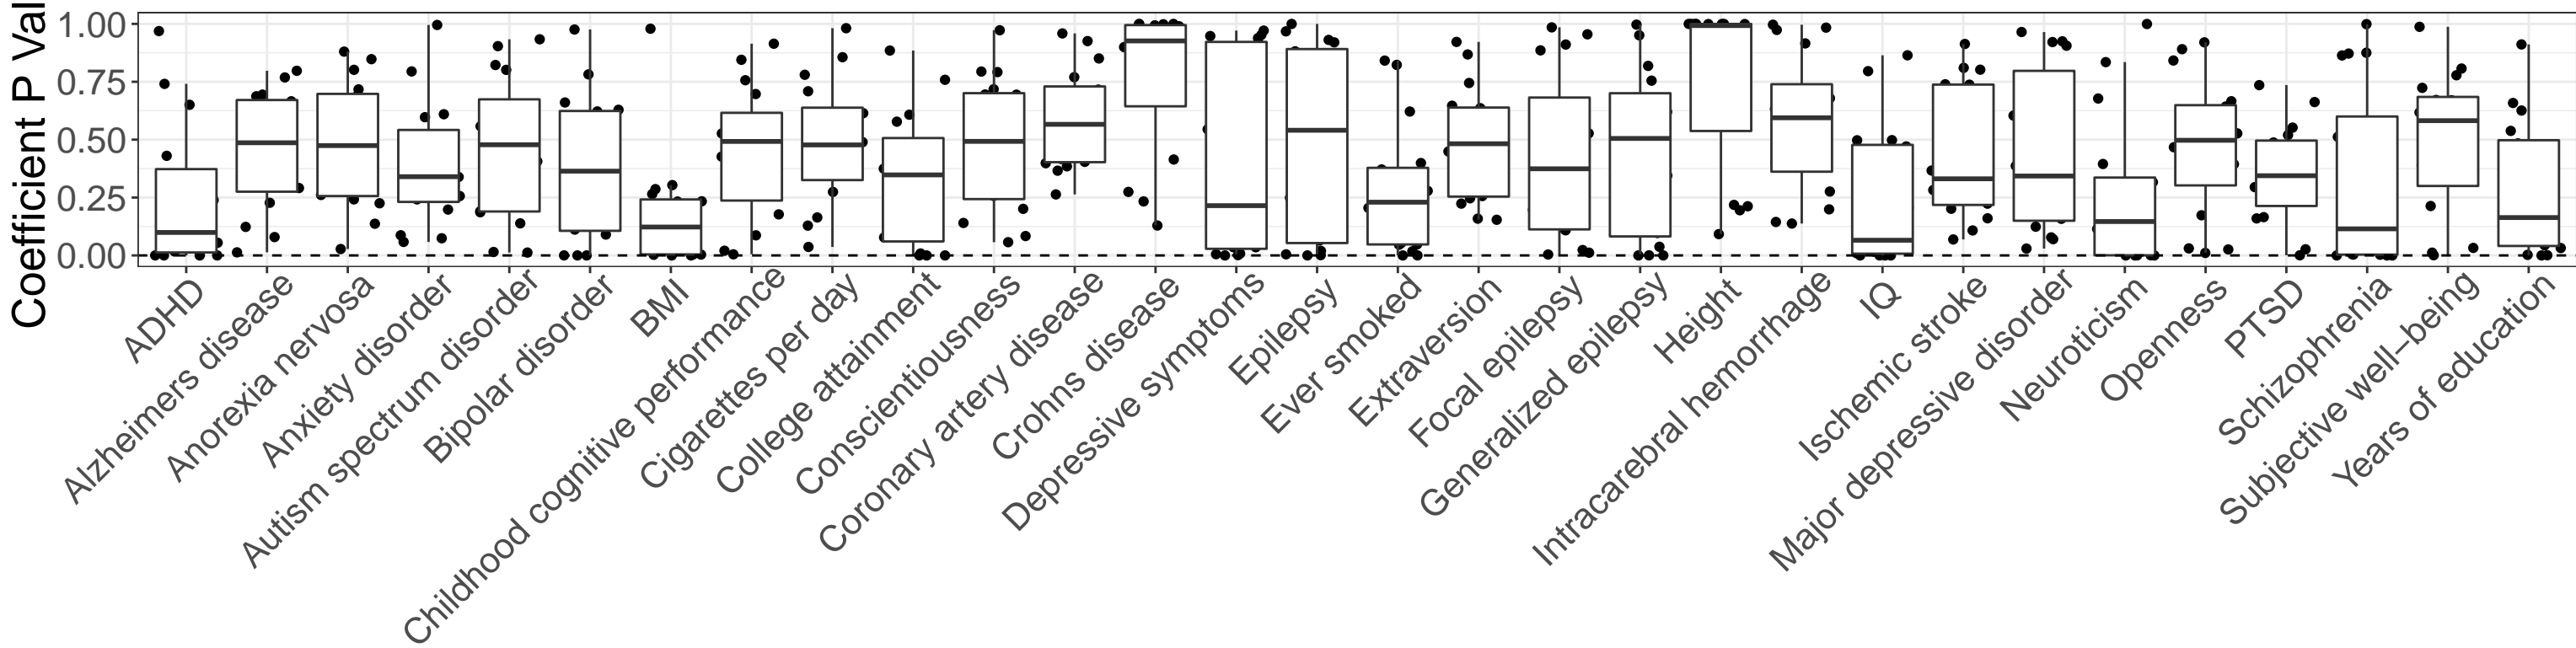 Coefficient P Val
1.00
0.75
0.50
0.25
0.00
ADHD
Alzheimers disease
Anorexia nervosa
Anxiety disorder
Autism spectrum disorder
Bipolar disorder
BMI
Childhood cognitive performance
Cigarettes per day
College attainment
Conscientiousness
Coronary artery disease
Crohns disease
Depressive symptoms
Epilepsy
Ever smoked
Extraversion
Focal epilepsy
Generalized epilepsy
Height
Intracarebral hemorrhage
IQ
Ischemic stroke
Major depressive disorder
Neuroticism
Openness
PTSD
Schizophrenia
Subjective well–being
Years of education